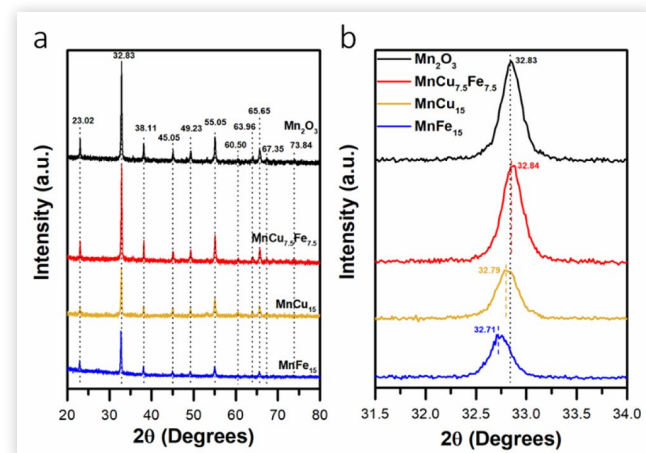 a
32.83
23.02
38.11
45.05
49.23
55.05
60.50
63.96
65.65
67.35
73.84
Mn₂O₃
MnCu₇.₅Fe₇.₅
MnCu₁₅
MnFe₁₅
Intensity (a.u.)
20 30 40 50 60 70 80
2θ (Degrees)
b
Mn₂O₃
MnCu₇.₅Fe₇.₅
MnCu₁₅
MnFe₁₅
32.83
32.84
32.79
32.71
Intensity (a.u.)
31.5 32.0 32.5 33.0 33.5 34.0
2θ (Degrees)